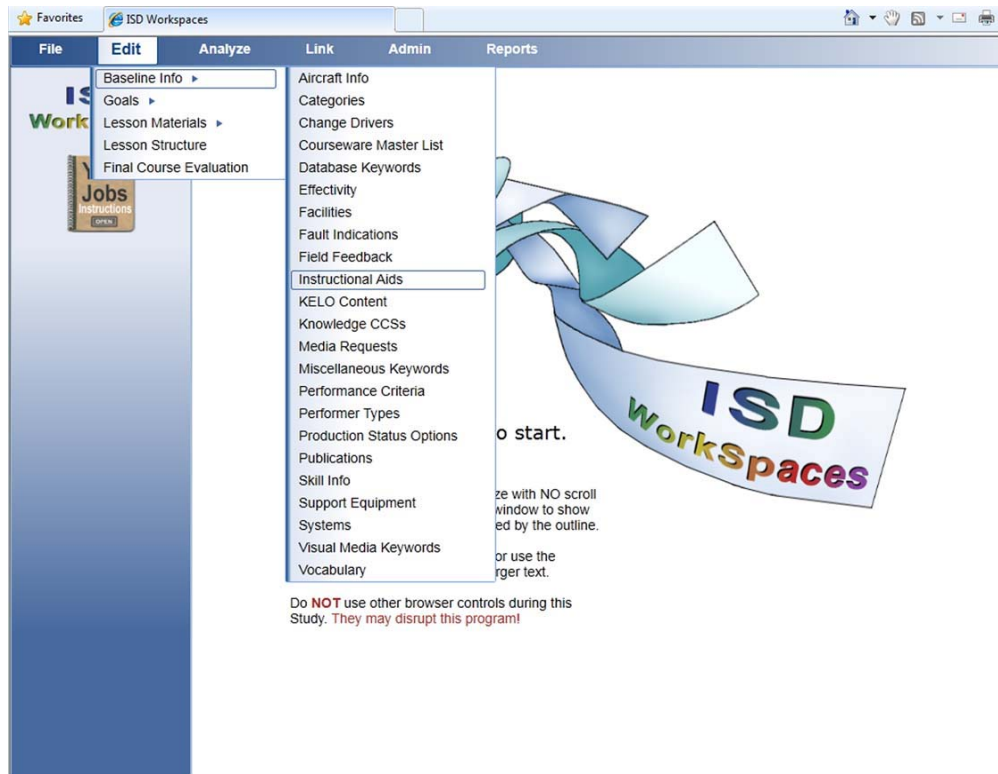 Favorites
ISD Workspaces
File Edit Analyze Link Admin Reports
Baseline Info
Goals
Lesson Materials
Lesson Structure
Final Course Evaluation
Aircraft Info
Categories
Change Drivers
Courseware Master List
Database Keywords
Effectivity
Facilities
Fault Indications
Field Feedback
Instructional Aids
KELO Content
Knowledge CCSs
Media Requests
Miscellaneous Keywords
Performance Criteria
Performer Types
Production Status Options
Publications
Skill Info
Support Equipment
Systems
Visual Media Keywords
Vocabulary
Jobs
Instructions
OPEN
o start.
ze with NO scroll
window to show
ed by the outline.
or use the
rger text.
Do NOT use other browser controls during this
Study. They may disrupt this program!
ISD
WorkSpaces